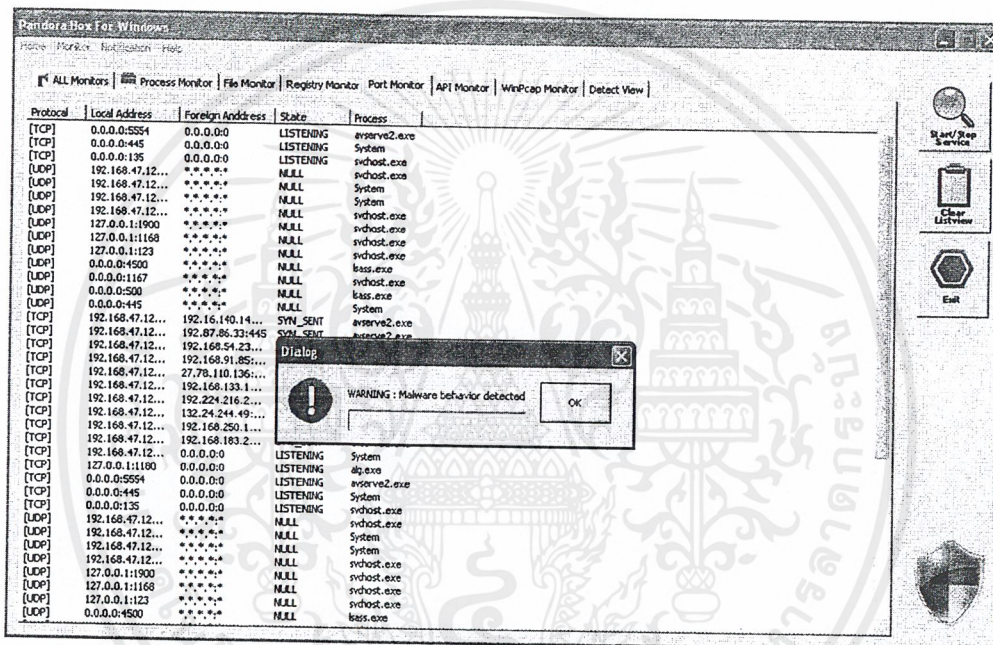 Pandora Box For Windows
Home Monitor Notification Help
ALL Monitors Process Monitor File Monitor Registry Monitor Port Monitor API Monitor WinPcap Monitor Detect View
Protocal Local Address Foreign Anddress State Process
[TCP] 0.0.0.0:5554 0.0.0.0:0 LISTENING avserve2.exe
[TCP] 0.0.0.0:445 0.0.0.0:0 LISTENING System
[TCP] 0.0.0.0:135 0.0.0.0:0 LISTENING svchost.exe
[UDP] 192.168.47.12... *.*.*.*:* NULL svchost.exe
[UDP] 192.168.47.12... *.*.*.*:* NULL System
[UDP] 192.168.47.12... *.*.*.*:* NULL System
[UDP] 192.168.47.12... *.*.*.*:* NULL svchost.exe
[UDP] 127.0.0.1:1900 *.*.*.*:* NULL svchost.exe
[UDP] 127.0.0.1:1168 *.*.*.*:* NULL svchost.exe
[UDP] 127.0.0.1:123 *.*.*.*:* NULL svchost.exe
[UDP] 0.0.0.0:4500 *.*.*.*:* NULL lsass.exe
[UDP] 0.0.0.0:1167 *.*.*.*:* NULL svchost.exe
[UDP] 0.0.0.0:500 *.*.*.*:* NULL lsass.exe
[UDP] 0.0.0.0:445 *.*.*.*:* NULL System
[TCP] 192.168.47.12... 192.16.140.14... SYN_SENT avserve2.exe
[TCP] 192.168.47.12... 192.87.86.33:445 SYN_SENT avserve2.exe
[TCP] 192.168.47.12... 192.168.54.23...
[TCP] 192.168.47.12... 192.168.91.85:...
[TCP] 192.168.47.12... 27.78.110.136:...
[TCP] 192.168.47.12... 192.168.133.1...
[TCP] 192.168.47.12... 192.224.216.2...
[TCP] 192.168.47.12... 132.24.244.49:...
[TCP] 192.168.47.12... 192.168.250.1...
[TCP] 192.168.47.12... 192.168.183.2...
[TCP] 192.168.47.12... 0.0.0.0:0 LISTENING System
[TCP] 127.0.0.1:1180 0.0.0.0:0 LISTENING alg.exe
[TCP] 0.0.0.0:5554 0.0.0.0:0 LISTENING avserve2.exe
[TCP] 0.0.0.0:445 0.0.0.0:0 LISTENING System
[TCP] 0.0.0.0:135 0.0.0.0:0 LISTENING svchost.exe
[UDP] 192.168.47.12... *.*.*.*:* NULL svchost.exe
[UDP] 192.168.47.12... *.*.*.*:* NULL System
[UDP] 192.168.47.12... *.*.*.*:* NULL System
[UDP] 192.168.47.12... *.*.*.*:* NULL svchost.exe
[UDP] 127.0.0.1:1900 *.*.*.*:* NULL svchost.exe
[UDP] 127.0.0.1:1168 *.*.*.*:* NULL svchost.exe
[UDP] 127.0.0.1:123 *.*.*.*:* NULL svchost.exe
[UDP] 0.0.0.0:4500 *.*.*.*:* NULL lsass.exe
Dialog
WARNING : Malware behavior detected
OK
Start/Stop
Service
Clear
Listview
Exit